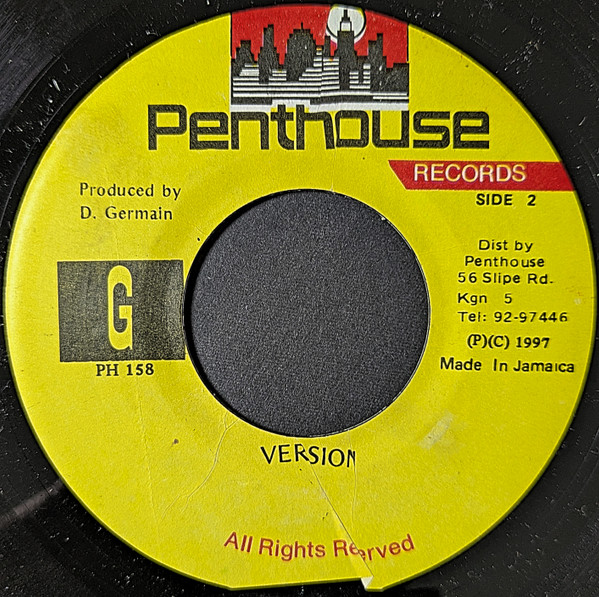 Penthouse
RECORDS
SIDE 2
Produced by
D. Germain
G
PH 158
Dist by
Penthouse
56 Slipe Rd.
Kgn 5
Tel: 92-97446
(P)(C) 1997
Made In Jamaica
VERSION
All Rights Reerved